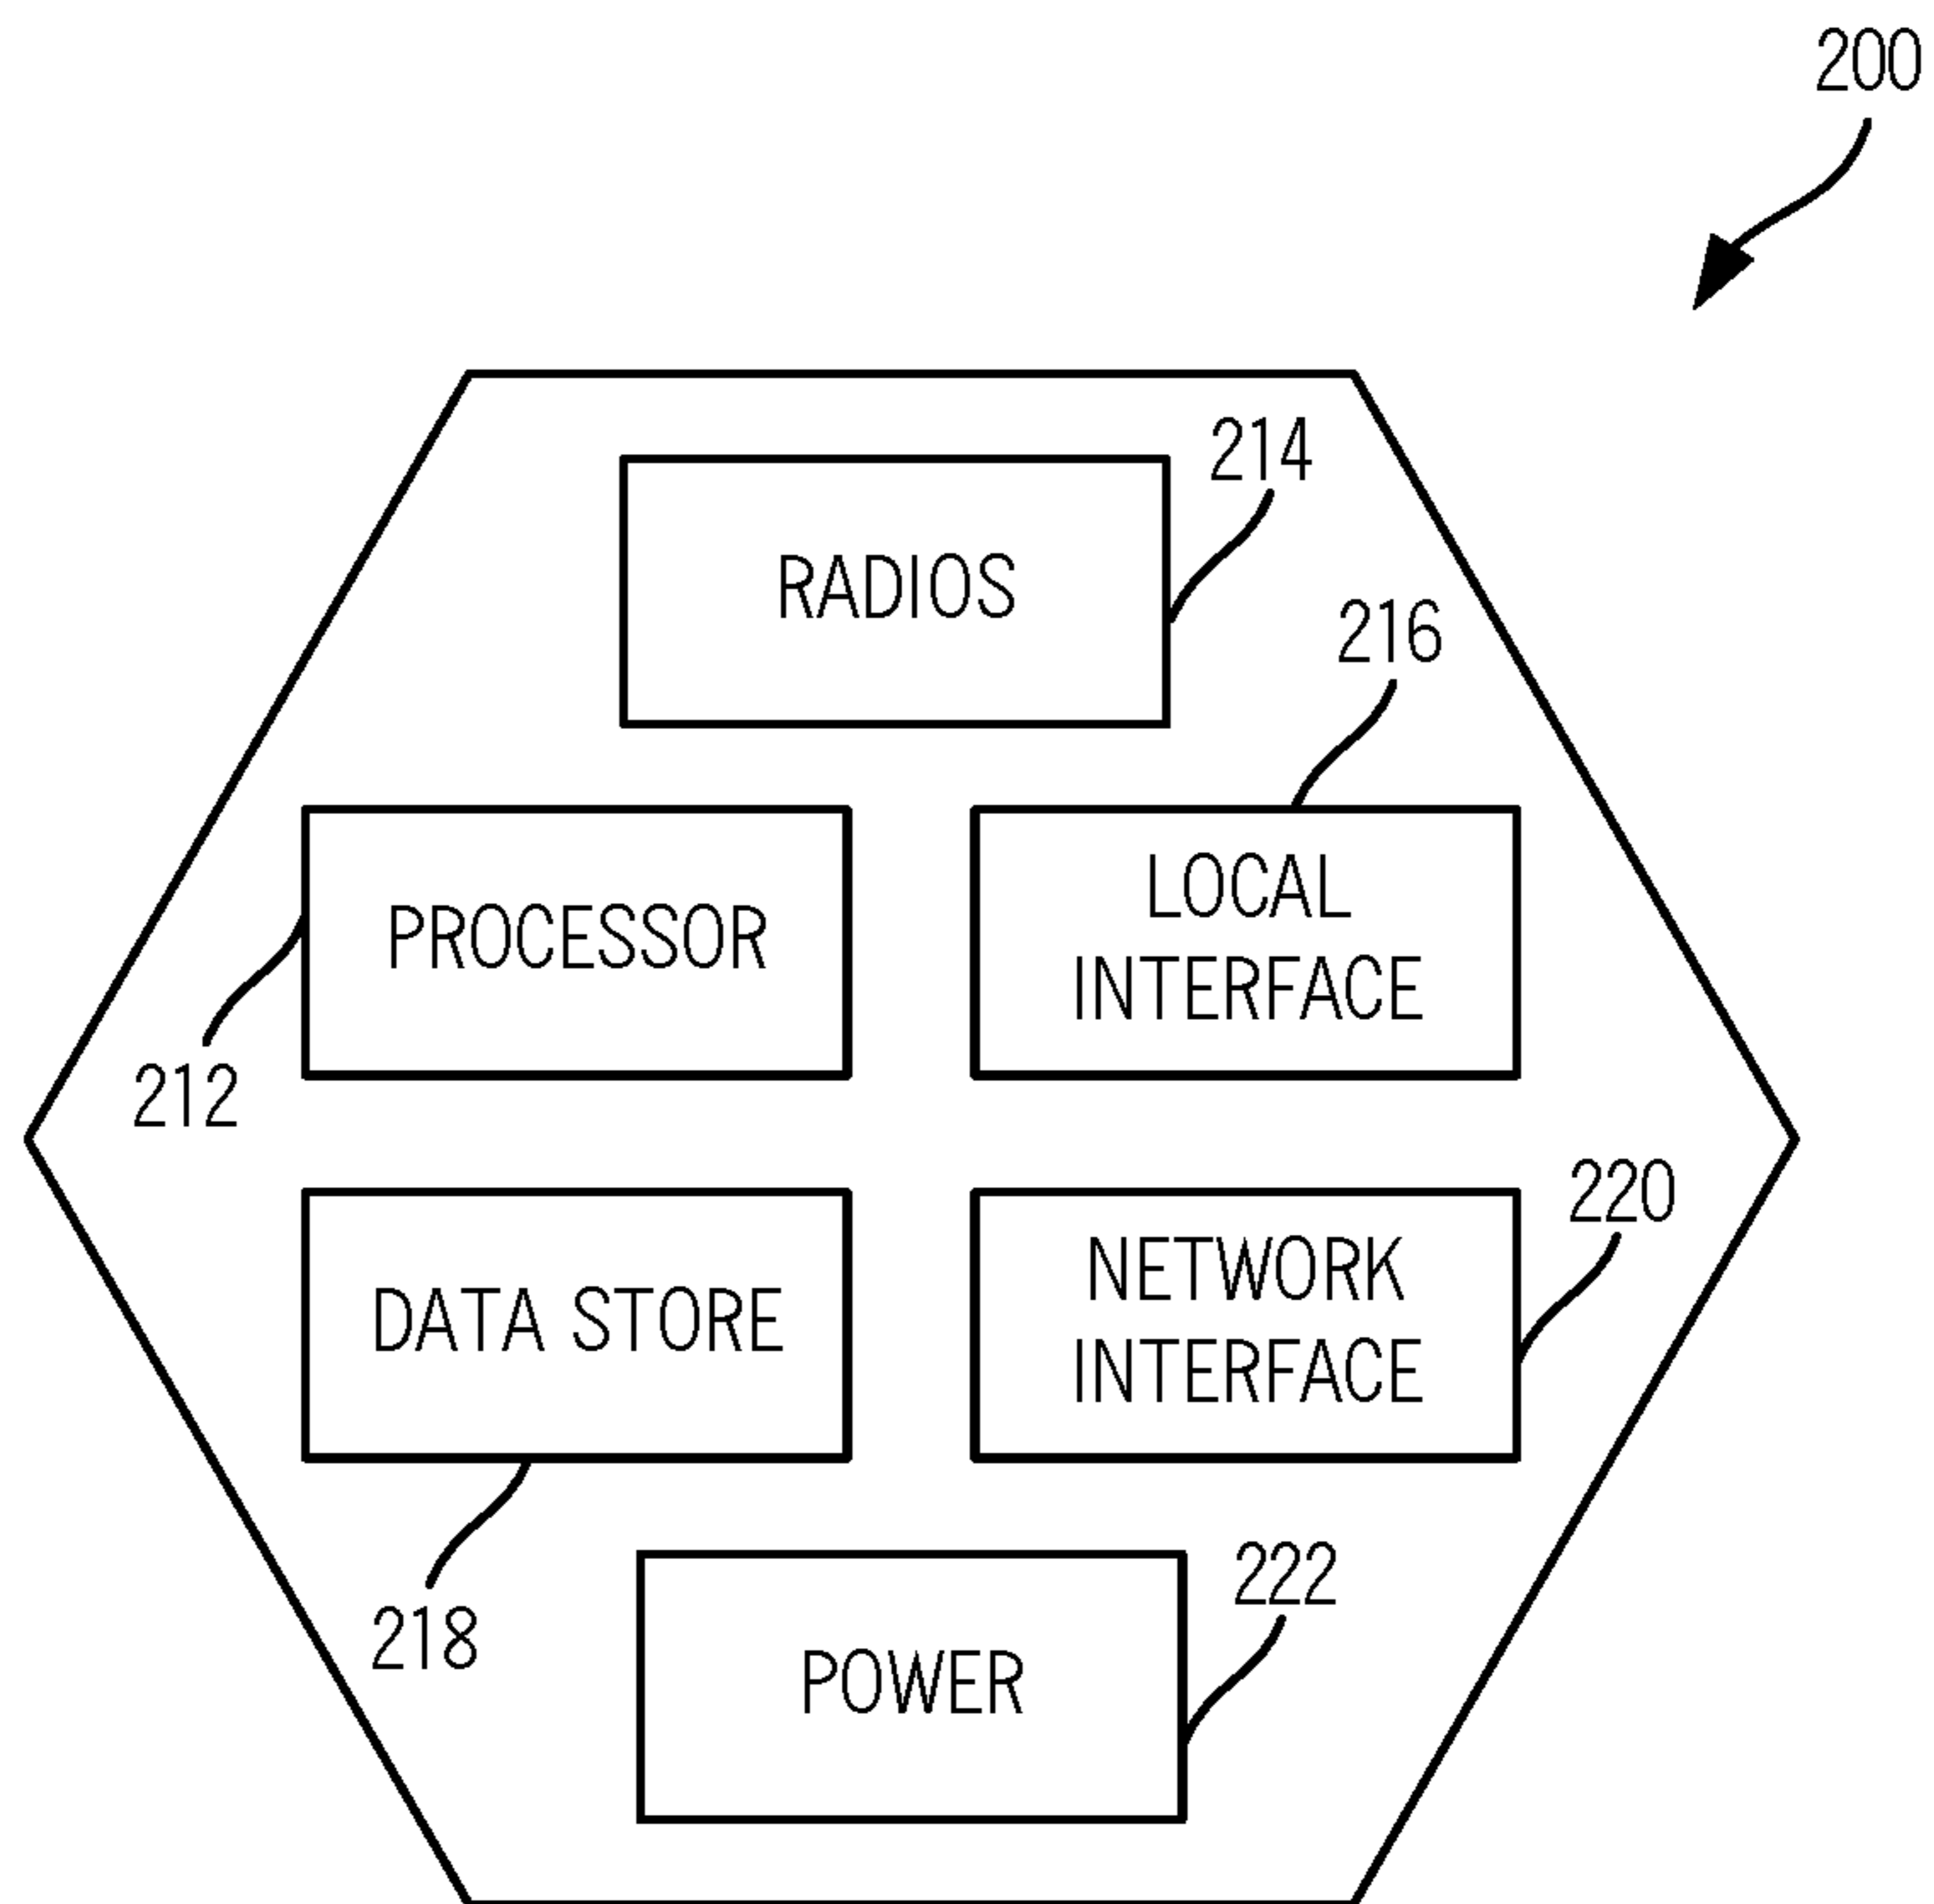 200
214
RADIOS
216
PROCESSOR
LOCAL
INTERFACE
212
220
DATA STORE
NETWORK
INTERFACE
218
222
POWER